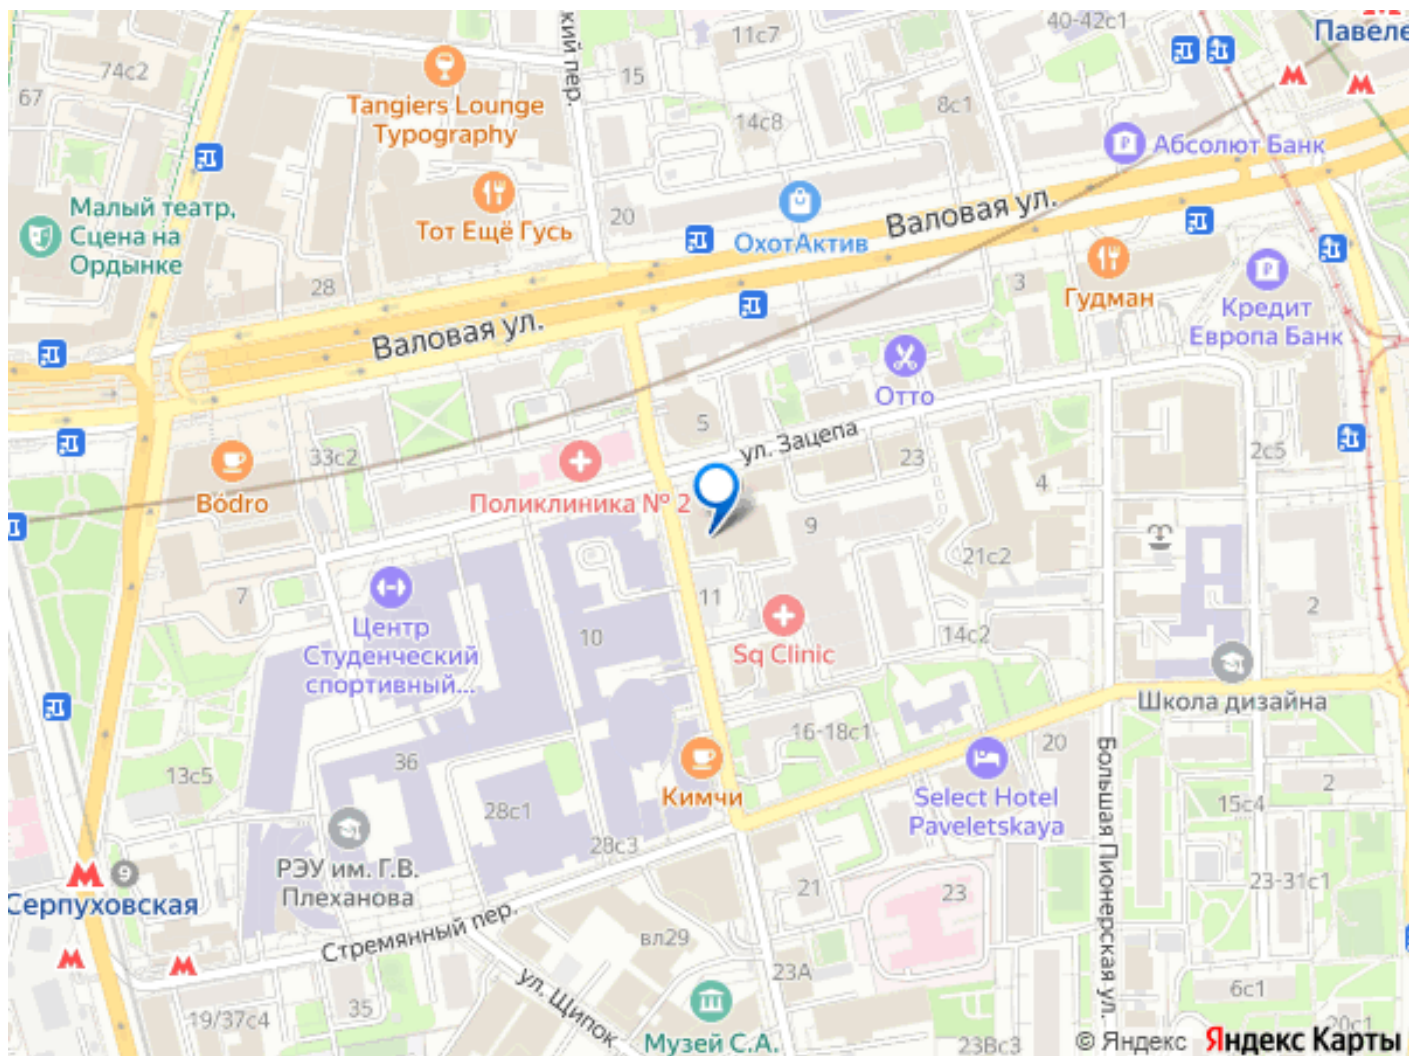 40-42с1
Павеле
11с7
кий пер.
74с2
67
15
Tangiers Lounge
Typography
8с1
14с8
Абсолют Банк
Малый театр,
Сцена на
Ордынке
Тот Ещё Гусь
20
ОхотАктив
Валовая ул.
28
3
Гудман
Кредит
Европа Банк
Валовая ул.
Отто
5
ул. Зацепа
33с2
23
2с5
Bódro
Поликлиника № 2
4
9
21с2
7
11
2
Центр
Студенческий
спортивный...
10
Sq Clinic
14с2
Школа дизайна
16-18с1
20
13с5
36
Кимчи
Select Hotel
Paveletskaya
Большая Пионерская ул.
2
15с4
28с1
28с3
РЭУ им. Г.В.
Плеханова
9
Серпуховская
21
23
23-31с1
Стремянный пер.
вл29
23А
ул. Щипок
35
19/37с4
6с1
20с1
Музей С.А.
23Вс3
© Яндекс Яндекс Карты